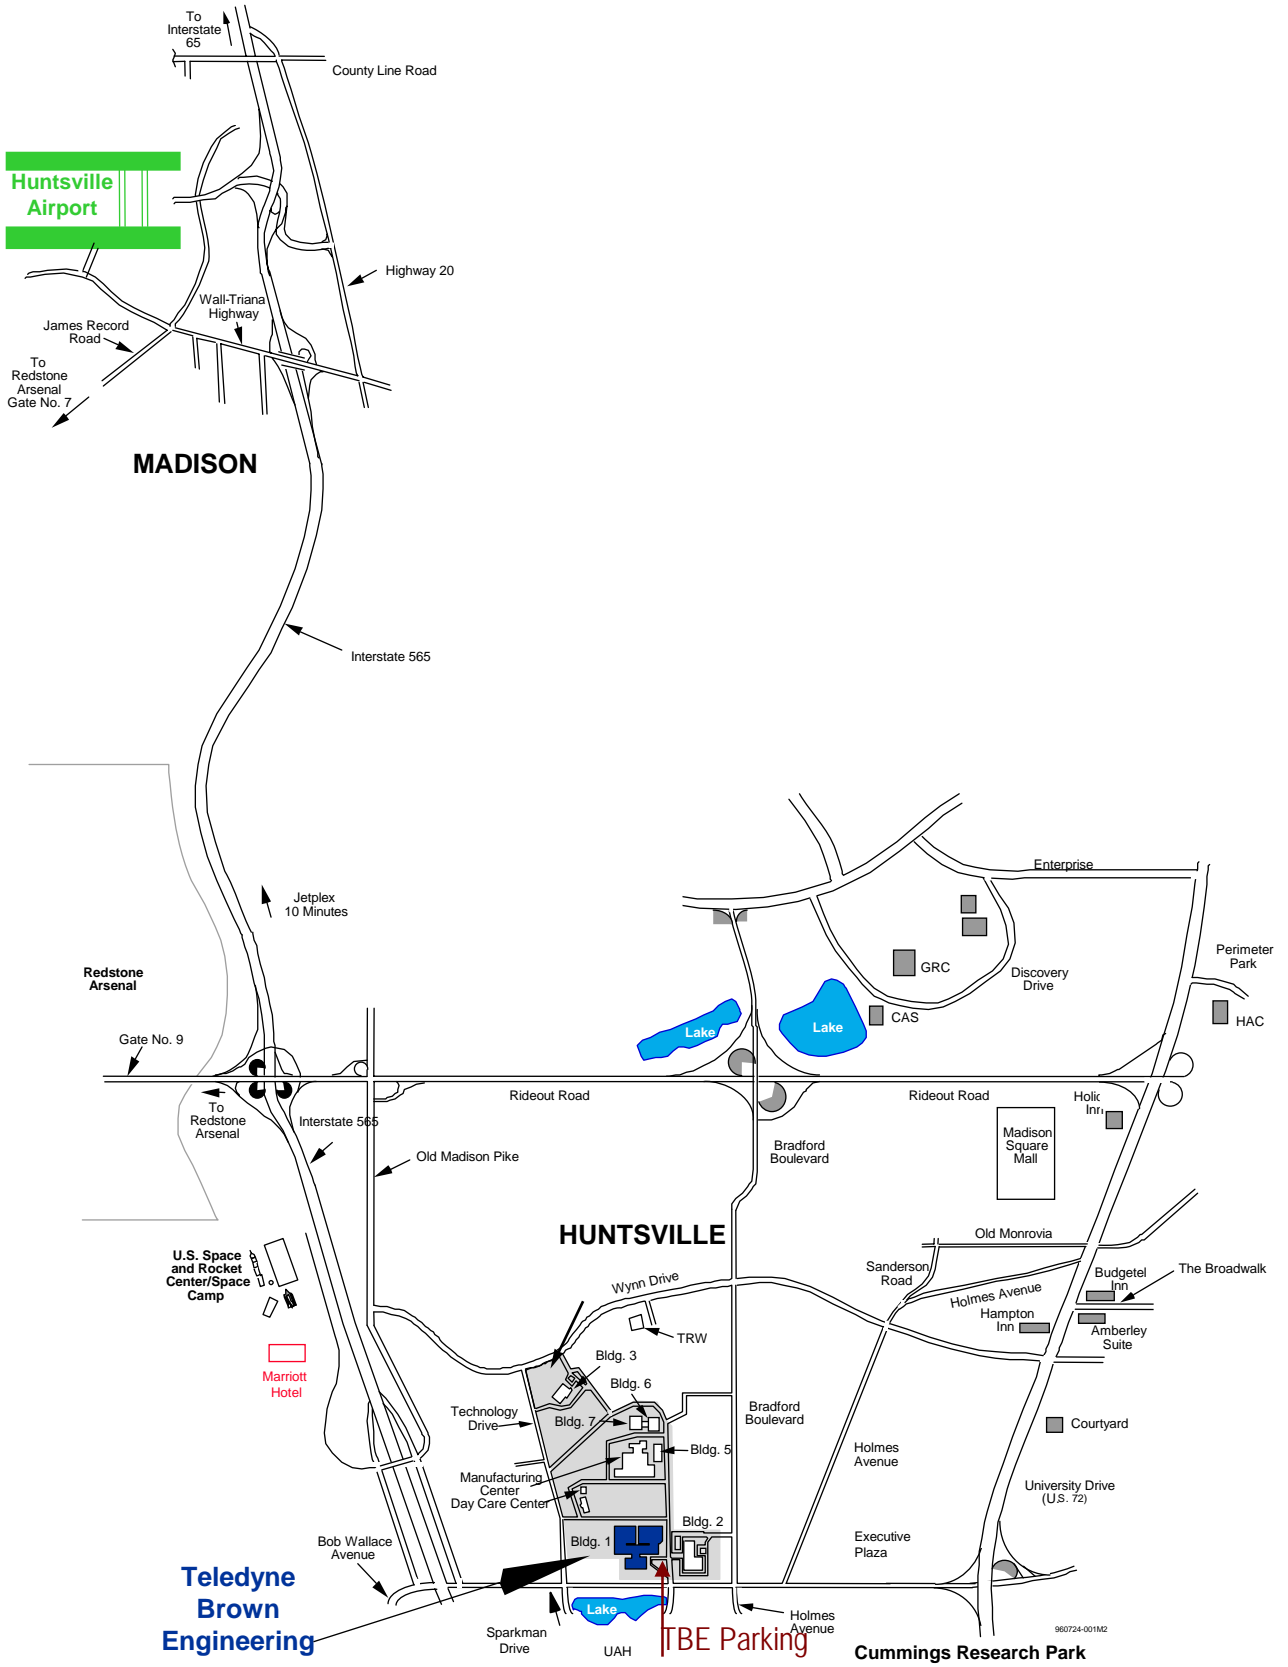 To
Interstate
65
County Line Road
Huntsville
Airport
Highway 20
Wall-Triana
Highway
James Record
Road
To
Redstone
Arsenal
Gate No. 7
MADISON
Interstate 565
Jetplex
10 Minutes
Enterprise
Redstone
Arsenal
GRC
Discovery
Drive
Perimeter
Park
Lake
Lake
CAS
HAC
Gate No. 9
Rideout Road
Rideout Road
To
Redstone
Arsenal
Interstate 565
Madison
Square
Mall
Bradford
Boulevard
Old Madison Pike
HUNTSVILLE
Old Monrovia
U.S. Space
and Rocket
Center/Space
Camp
Wynn Drive
Sanderson
Road
Holmes Avenue
Budgetel
Inn
The Broadwalk
Hampton
Inn
Amberley
Suite
TRW
Marriott
Hotel
Bldg. 3
Bldg. 6
Technology
Drive
Bldg. 7
Bradford
Boulevard
Courtyard
Bldg. 5
Holmes
Avenue
Manufacturing
Center
Day Care Center
University Drive
(U.S. 72)
Bldg. 2
Bldg. 1
Bob Wallace
Avenue
Executive
Plaza
Teledyne
Brown
Engineering
Lake
Sparkman
Drive
UAH
TBE Parking
Holmes
Avenue
960724-001M2
Cummings Research Park